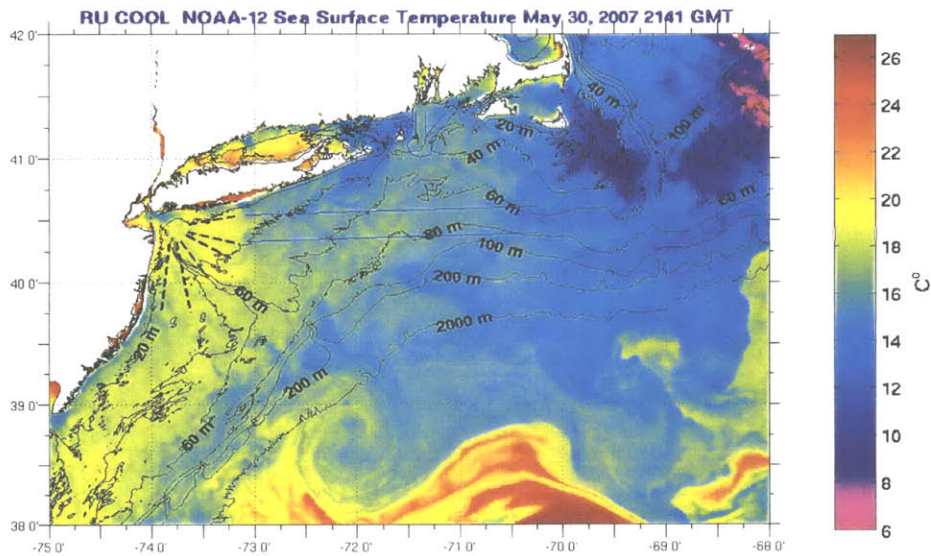 RU COOL NOAA-12 Sea Surface Temperature May 30, 2007 2141 GMT
42 0'
41 0'
40 0'
39 0'
38 0'
-75 0'
-74 0'
-73 0'
-72 0'
-71 0'
-70 0'
-69 0'
-68 0'
40 m
100 m
20 m
40 m
60 m
60 m
80 m
100 m
200 m
2000 m
60 m
20 m
200 m
60 m
26
24
22
20
18
16
14
12
10
8
6
C°